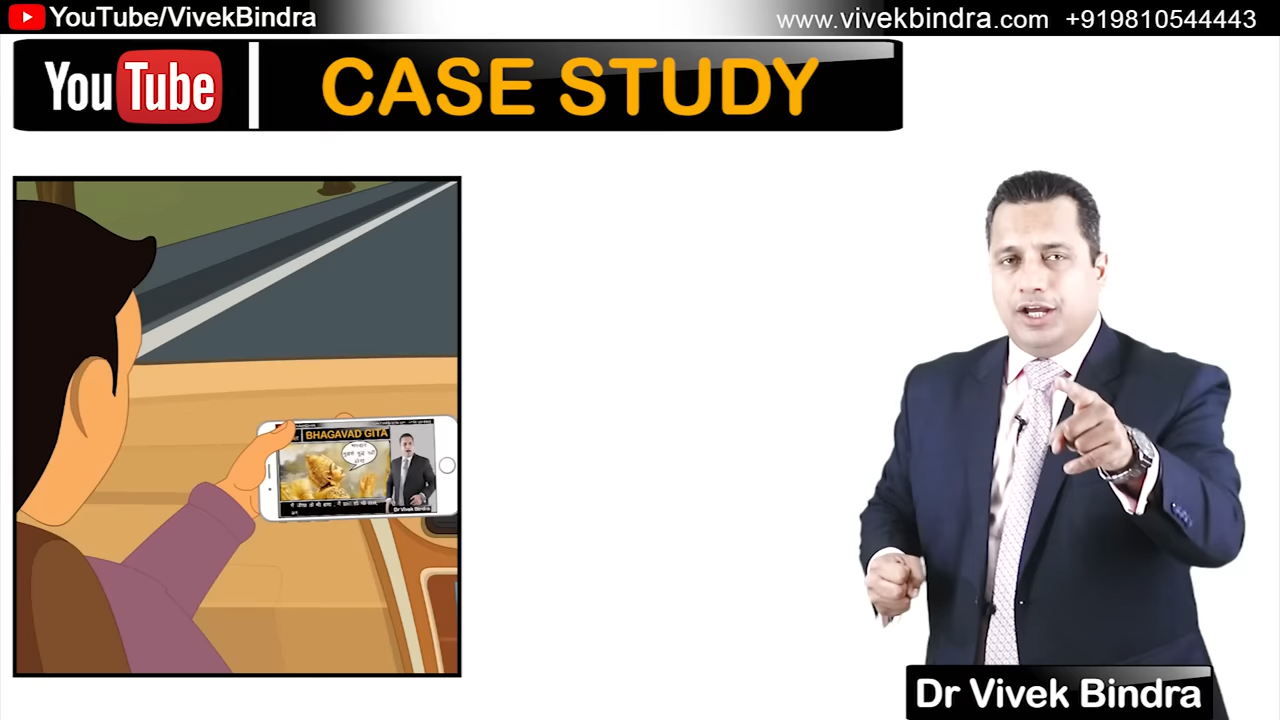 YouTube/VivekBindra
www.vivekbindra.com +919810544443
YouTube CASE STUDY
BHAGAVAD GITA
Dr Vivek Bindra
Dr Vivek Bindra